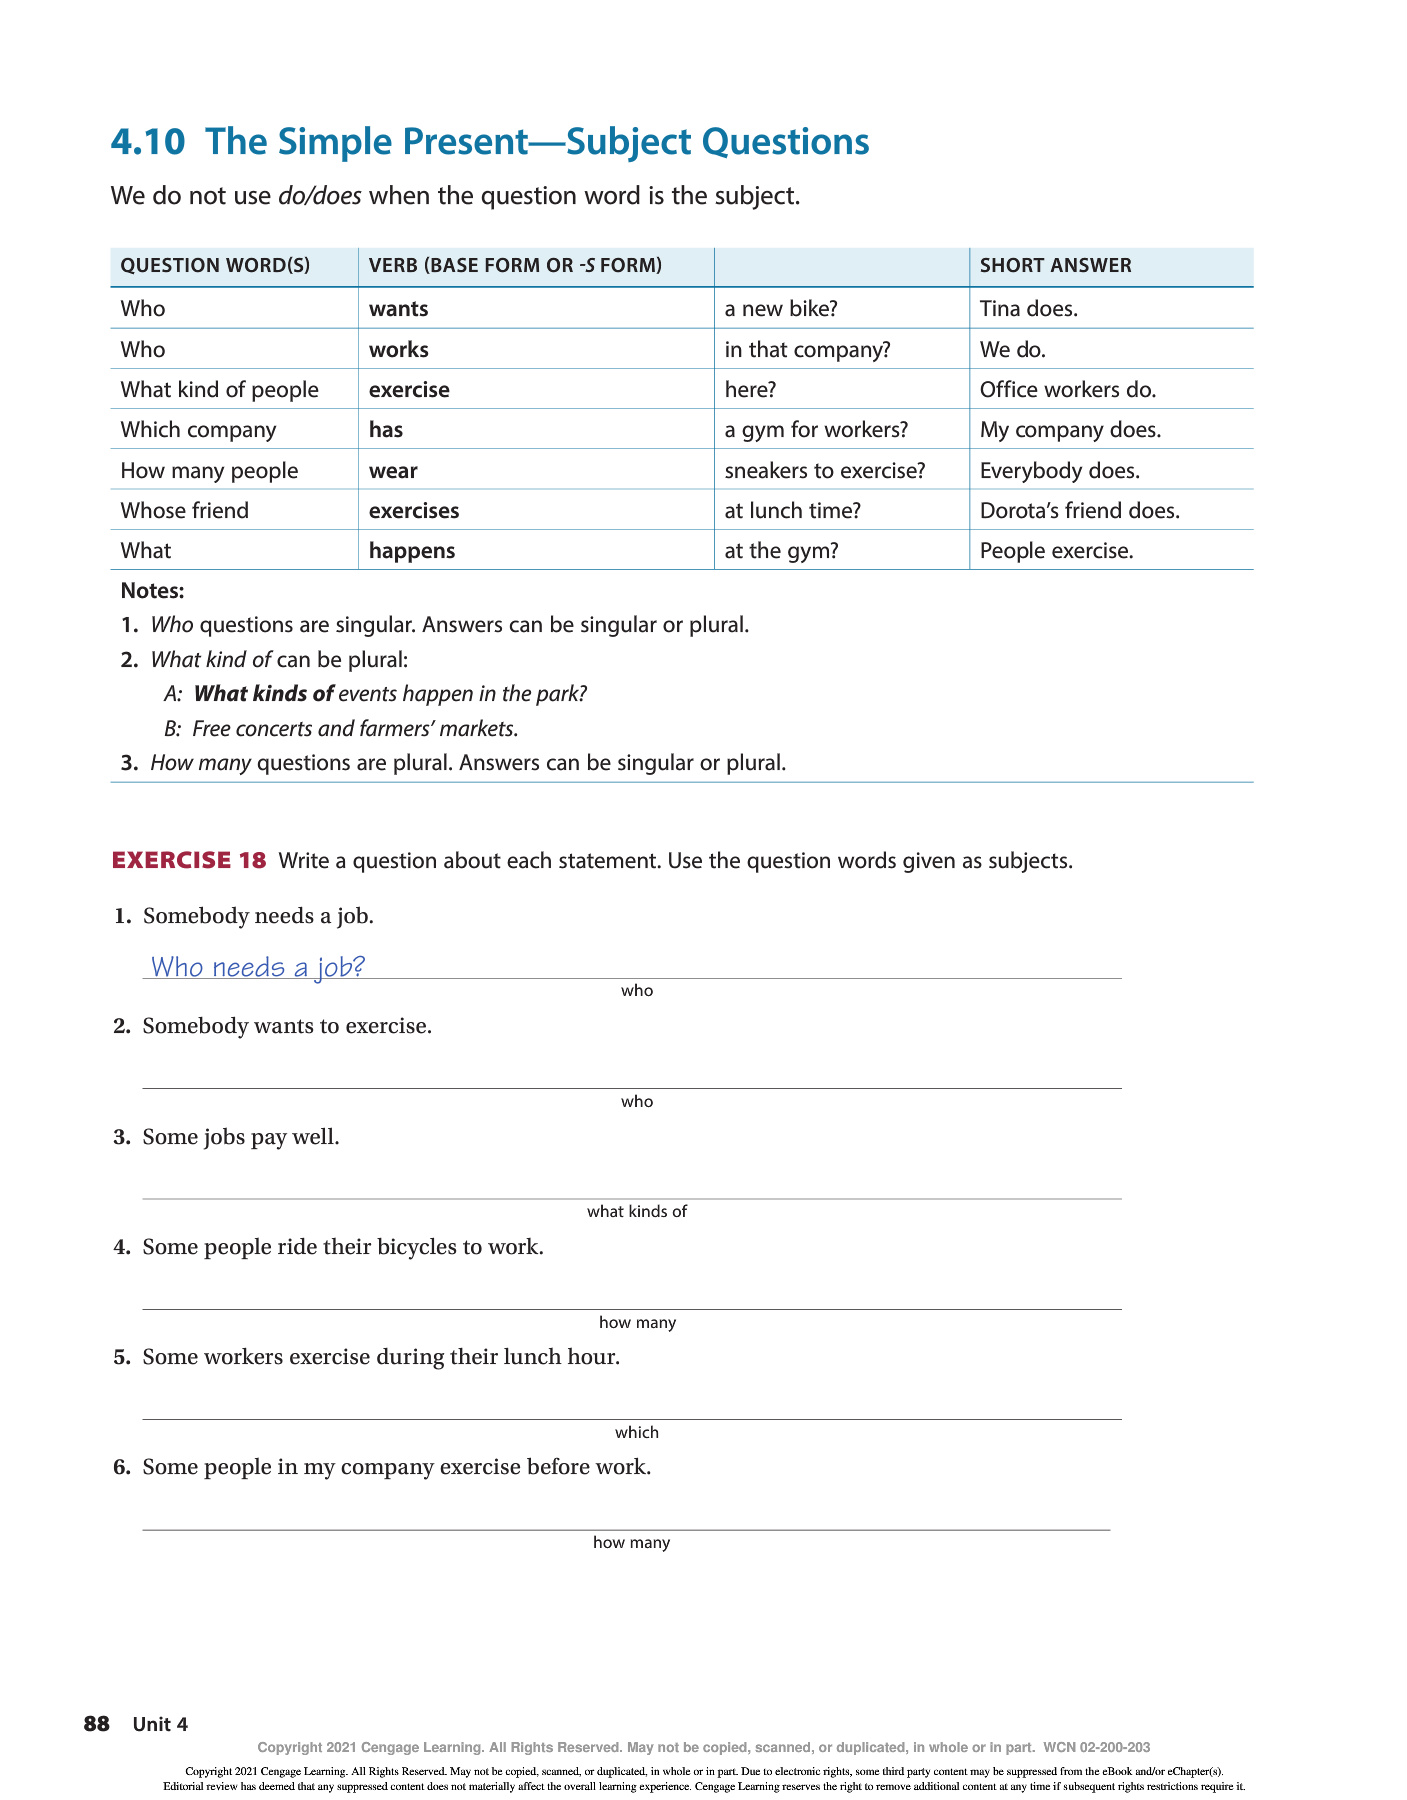 4.10 The Simple Present—Subject Questions
We do not use do/does when the question word is the subject.
QUESTION WORD(S) VERB (BASE FORM OR -S FORM) SHORT ANSWER
Who wants a new bike? Tina does.
Who works in that company? We do.
What kind of people exercise here? Office workers do.
Which company has a gym for workers? My company does.
How many people wear sneakers to exercise? Everybody does.
Whose friend exercises at lunch time? Dorota's friend does.
What happens at the gym? People exercise.
Notes:
1. Who questions are singular. Answers can be singular or plural.
2. What kind of can be plural:
A: What kinds of events happen in the park?
B: Free concerts and farmers' markets.
3. How many questions are plural. Answers can be singular or plural.
EXERCISE 18 Write a question about each statement. Use the question words given as subjects.
1. Somebody needs a job.
Who needs a job?
who
2. Somebody wants to exercise.
who
3. Some jobs pay well.
what kinds of
4. Some people ride their bicycles to work.
how many
5. Some workers exercise during their lunch hour.
which
6. Some people in my company exercise before work.
how many
88 Unit 4
Copyright 2021 Cengage Learning. All Rights Reserved. May not be copied, scanned, or duplicated, in whole or in part. WCN 02-200-203
Copyright 2021 Cengage Learning. All Rights Reserved. May not be copied, scanned, or duplicated, in whole or in part. Due to electronic rights, some third party content may be suppressed from the eBook and/or eChapter(s).
Editorial review has deemed that any suppressed content does not materially affect the overall learning experience. Cengage Learning reserves the right to remove additional content at any time if subsequent rights restrictions require it.